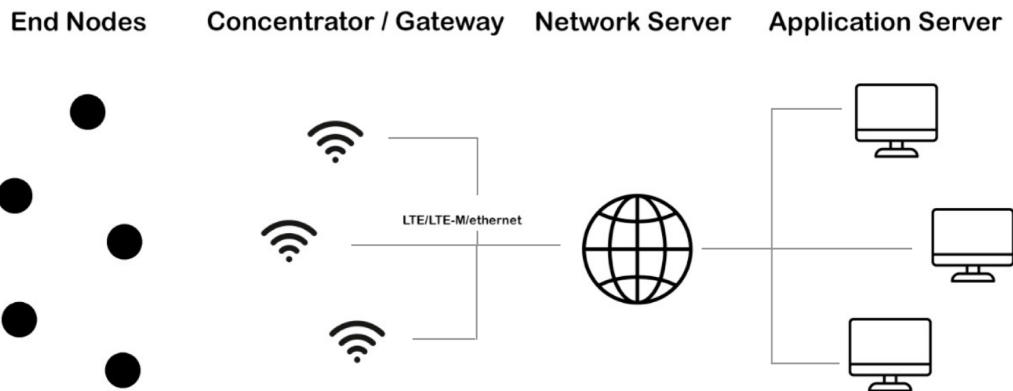 End Nodes
Concentrator / Gateway
Network Server
Application Server
LTE/LTE-M/ethernet